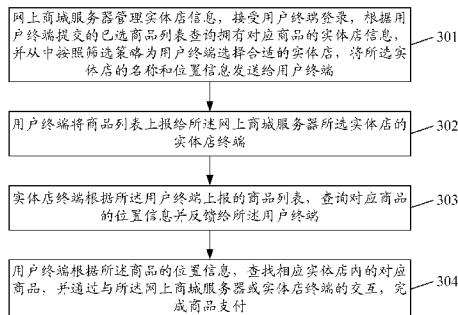 网上商城服务器管理实体店信息，接受用户终端登录，根据用
户终端提交的已选商品列表查询拥有对应商品的实体店信息，
并从中按照筛选策略为用户终端选择合适的实体店，将所选实
体店的名称和位置信息发送给用户终端
301
用户终端将商品列表上报给所述网上商城服务器所选实体店的
实体店终端
302
实体店终端根据所述用户终端上报的商品列表，查询对应商品
的位置信息并反馈给所述用户终端
303
用户终端根据所述商品的位置信息，查找相应实体店内的对应
商品，并通过与所述网上商城服务器或实体店终端的交互，完
成商品支付
304